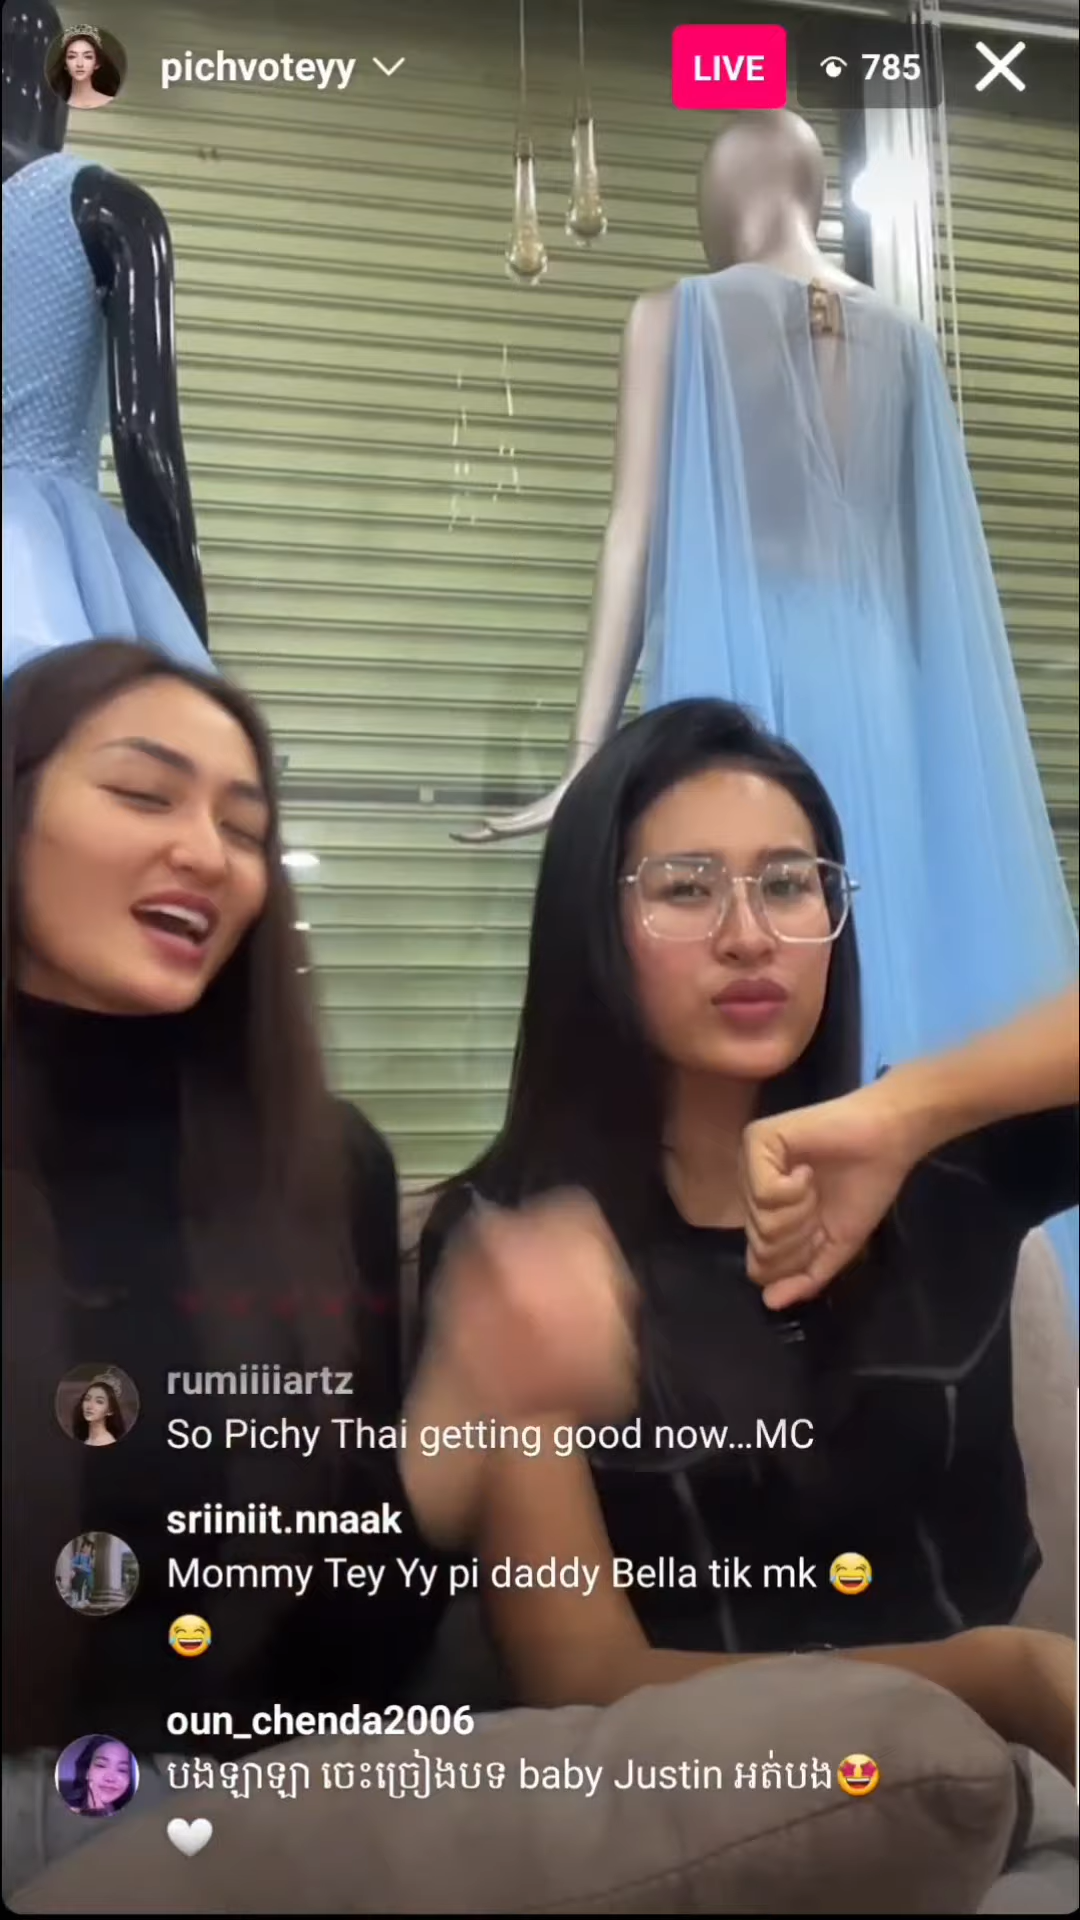 pichvoteyy
LIVE
785
rumiiiiartz
So Pichy Thai getting good now...MC
sriiniit.nnaak
Mommy Tey Yy pi daddy Bella tik mk 😂
😂
oun_chenda2006
បងឡាឡា ចេះច្រៀងបទ baby Justin អត់បង🤩
🤍